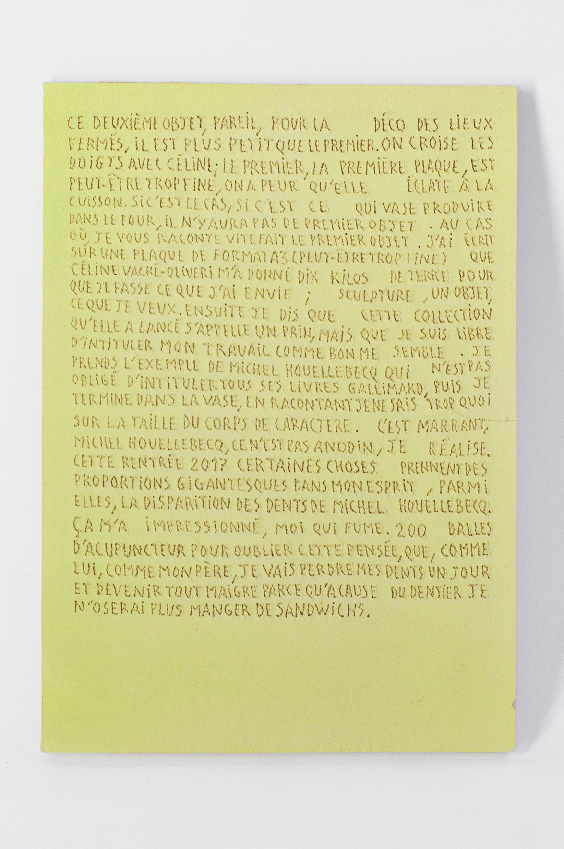 CE DEUXIÈME OBJET, PAREIL, POUR LA DÉCO DES LIEUX
FERMÉS, IL EST PLUS PETIT QUE LE PREMIER. ON CROISE LES
DOIGTS AVEC CÉLINE; LE PREMIER, LA PREMIÈRE PLAQUE, EST
PEUT-ÊTRE TROP FINE, ON A PEUR QU'ELLE ÉCLATE À LA
CUISSON. SI C'EST LE CAS, SI C'EST CE QUI VA SE PRODUIRE
DANS LE FOUR, IL N'Y AURA PAS DE PREMIER OBJET. AU CAS
OÙ, JE VOUS RACONTE VITE FAIT LE PREMIER OBJET. J'AI ÉCRIT
SUR UNE PLAQUE DE FORMAT A3 (PEUT-ÊTRE TROP FINE) QUE
CÉLINE VACHE-OLIVERI M'A DONNÉ DIX KILOS DE TERRE POUR
QUE JE FASSE CE QUE J'AI ENVIE; SCULPTURE, UN OBJET,
CE QUE JE VEUX. ENSUITE JE DIS QUE CETTE COLLECTION
QU'ELLE A LANCÉ S'APPELLE UN PAIN, MAIS QUE JE SUIS LIBRE
D'INTITULER MON TRAVAIL COMME BON ME SEMBLE. JE
PRENDS L'EXEMPLE DE MICHEL HOUELLEBECQ QUI N'EST PAS
OBLIGÉ D'INTITULER TOUS SES LIVRES GALLIMARD, PUIS JE
TERMINE DANS LA VASE, EN RACONTANT JE NE SAIS TROP QUOI
SUR LA TAILLE DU CORPS DE CARACTÈRE. C'EST MARRANT,
MICHEL HOUELLEBECQ, CE N'EST PAS ANODIN, JE RÉALISE.
CETTE RENTRÉE 2017 CERTAINES CHOSES PRENNENT DES
PROPORTIONS GIGANTESQUES DANS MON ESPRIT, PARMI
ELLES, LA DISPARITION DES DENTS DE MICHEL HOUELLEBECQ.
ÇA M'A IMPRESSIONNÉ, MOI QUI FUME. 200 BALLES
D'ACUPUNCTEUR POUR OUBLIER CETTE PENSÉE, QUE, COMME
LUI, COMME MON PÈRE, JE VAIS PERDRE MES DENTS UN JOUR
ET DEVENIR TOUT MAIGRE PARCE QU'A CAUSE DU DENTIER JE
N'OSERAI PLUS MANGER DE SANDWICHS.